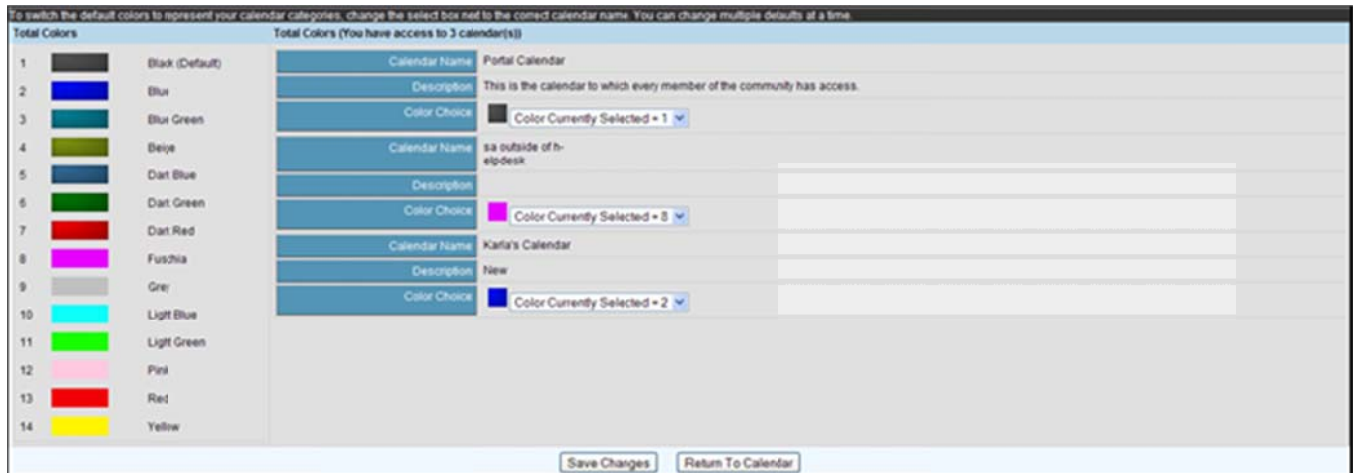 To switch the default colors to represent your calendar categories, change the select box next to the correct calendar name. You can change multiple defaults at a time.
Total Colors
1 Black (Default)
2 Blue
3 Blue Green
4 Beige
5 Dark Blue
6 Dark Green
7 Dark Red
8 Fuschia
9 Grey
10 Light Blue
11 Light Green
12 Pink
13 Red
14 Yellow
Total Colors (You have access to 3 calendar(s))
Calendar Name Portal Calendar
Description This is the calendar to which every member of the community has access.
Color Choice Color Currently Selected = 1
Calendar Name sa outside of h-
elpdesk
Description
Color Choice Color Currently Selected = 8
Calendar Name Karla's Calendar
Description New
Color Choice Color Currently Selected = 2
Save Changes Return To Calendar